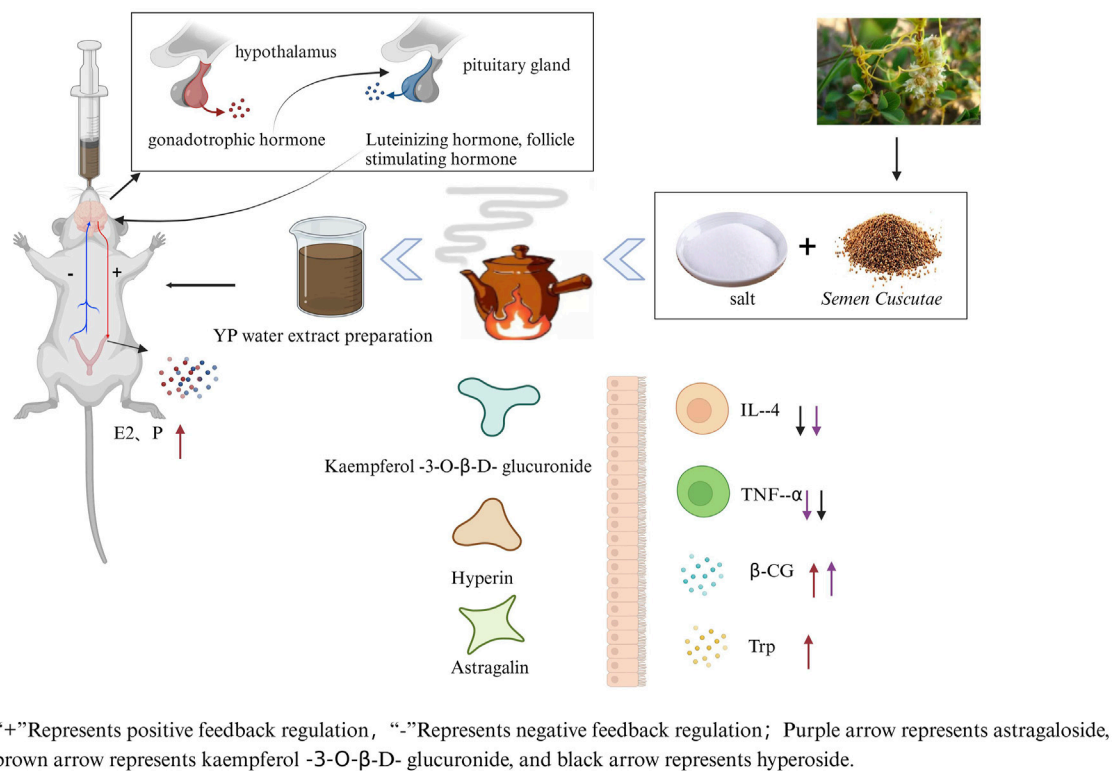 hypothalamus
pituitary gland
gonadotrophic hormone
Luteinizing hormone, follicle
stimulating hormone
-
+
E2、P
YP water extract preparation
+
salt
Semen Cuscutae
Kaempferol -3-O-β-D- glucuronide
Hyperin
Astragalin
IL--4
TNF--α
β-CG
Trp
“+”Represents positive feedback regulation, “-”Represents negative feedback regulation; Purple arrow represents astragaloside,
brown arrow represents kaempferol -3-O-β-D- glucuronide, and black arrow represents hyperoside.